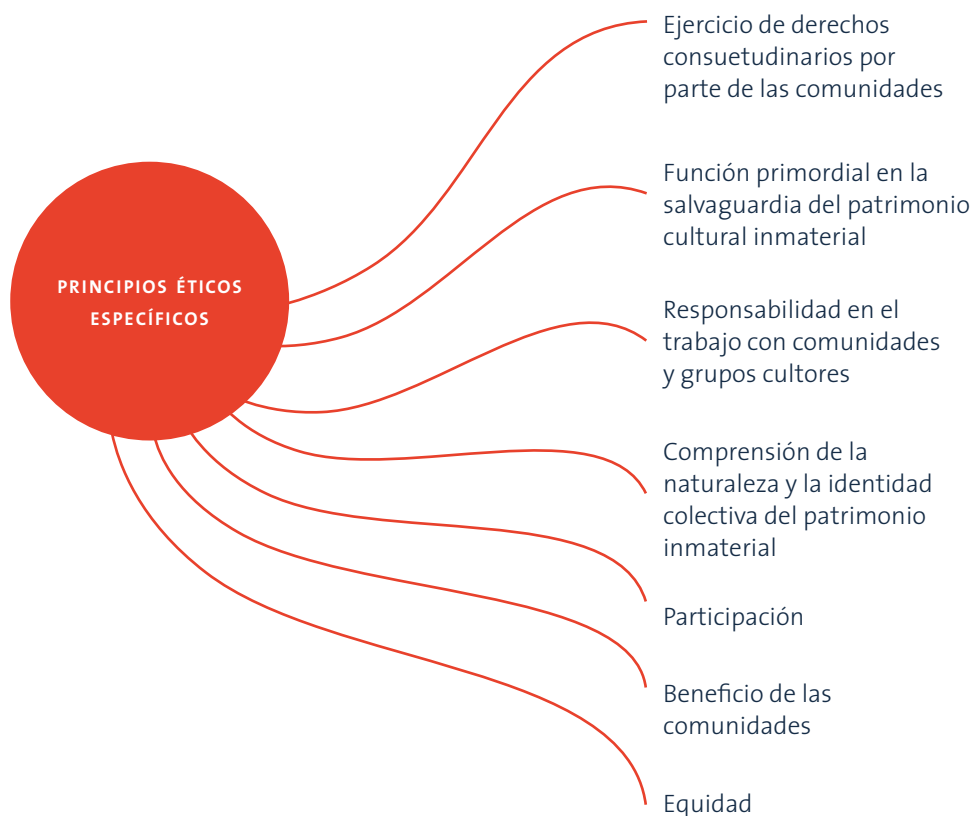 PRINCIPIOS ÉTICOS
ESPECÍFICOS
Ejercicio de derechos
consuetudinarios por
parte de las comunidades
Función primordial en la
salvaguardia del patrimonio
cultural inmaterial
Responsabilidad en el
trabajo con comunidades
y grupos cultores
Comprensión de la
naturaleza y la identidad
colectiva del patrimonio
inmaterial
Participación
Beneficio de las
comunidades
Equidad